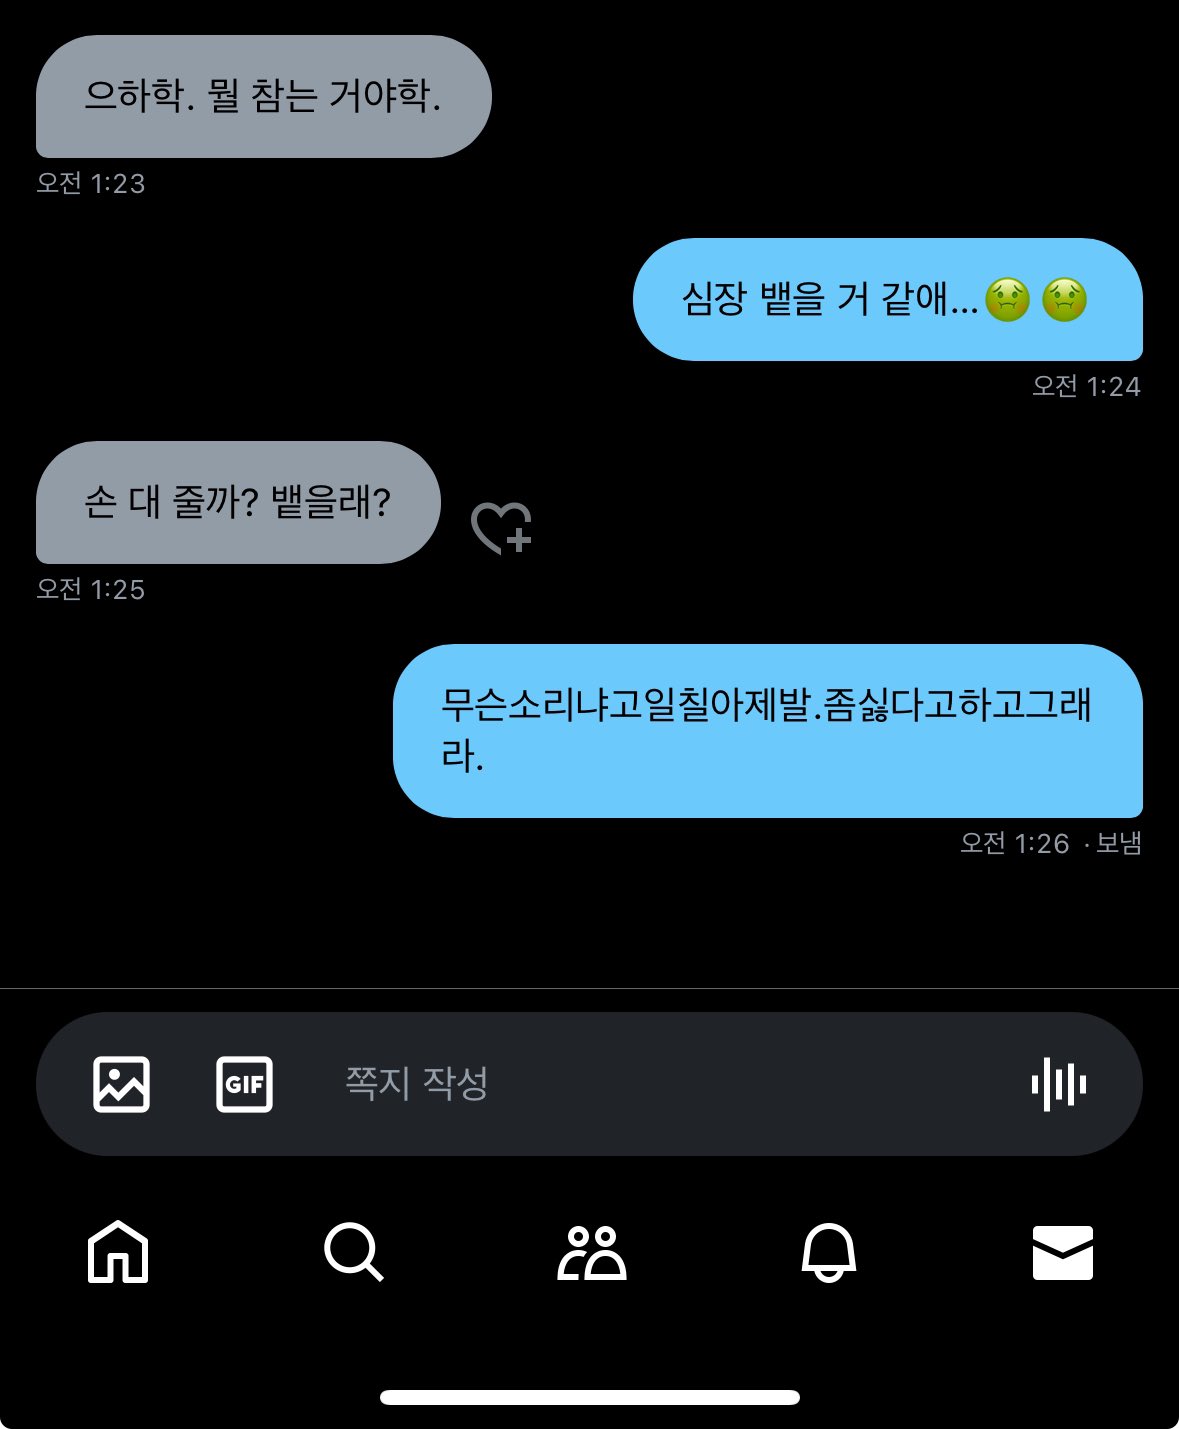 으하학. 뭘 참는 거야학.
오전 1:23
심장 뱉을 거 같애...🤢🤢
오전 1:24
손 대 줄까? 뱉을래?
오전 1:25
무슨소리냐고일칠아제발.좀싫다고하고그래
라.
오전 1:26 · 보냄
GIF
쪽지 작성